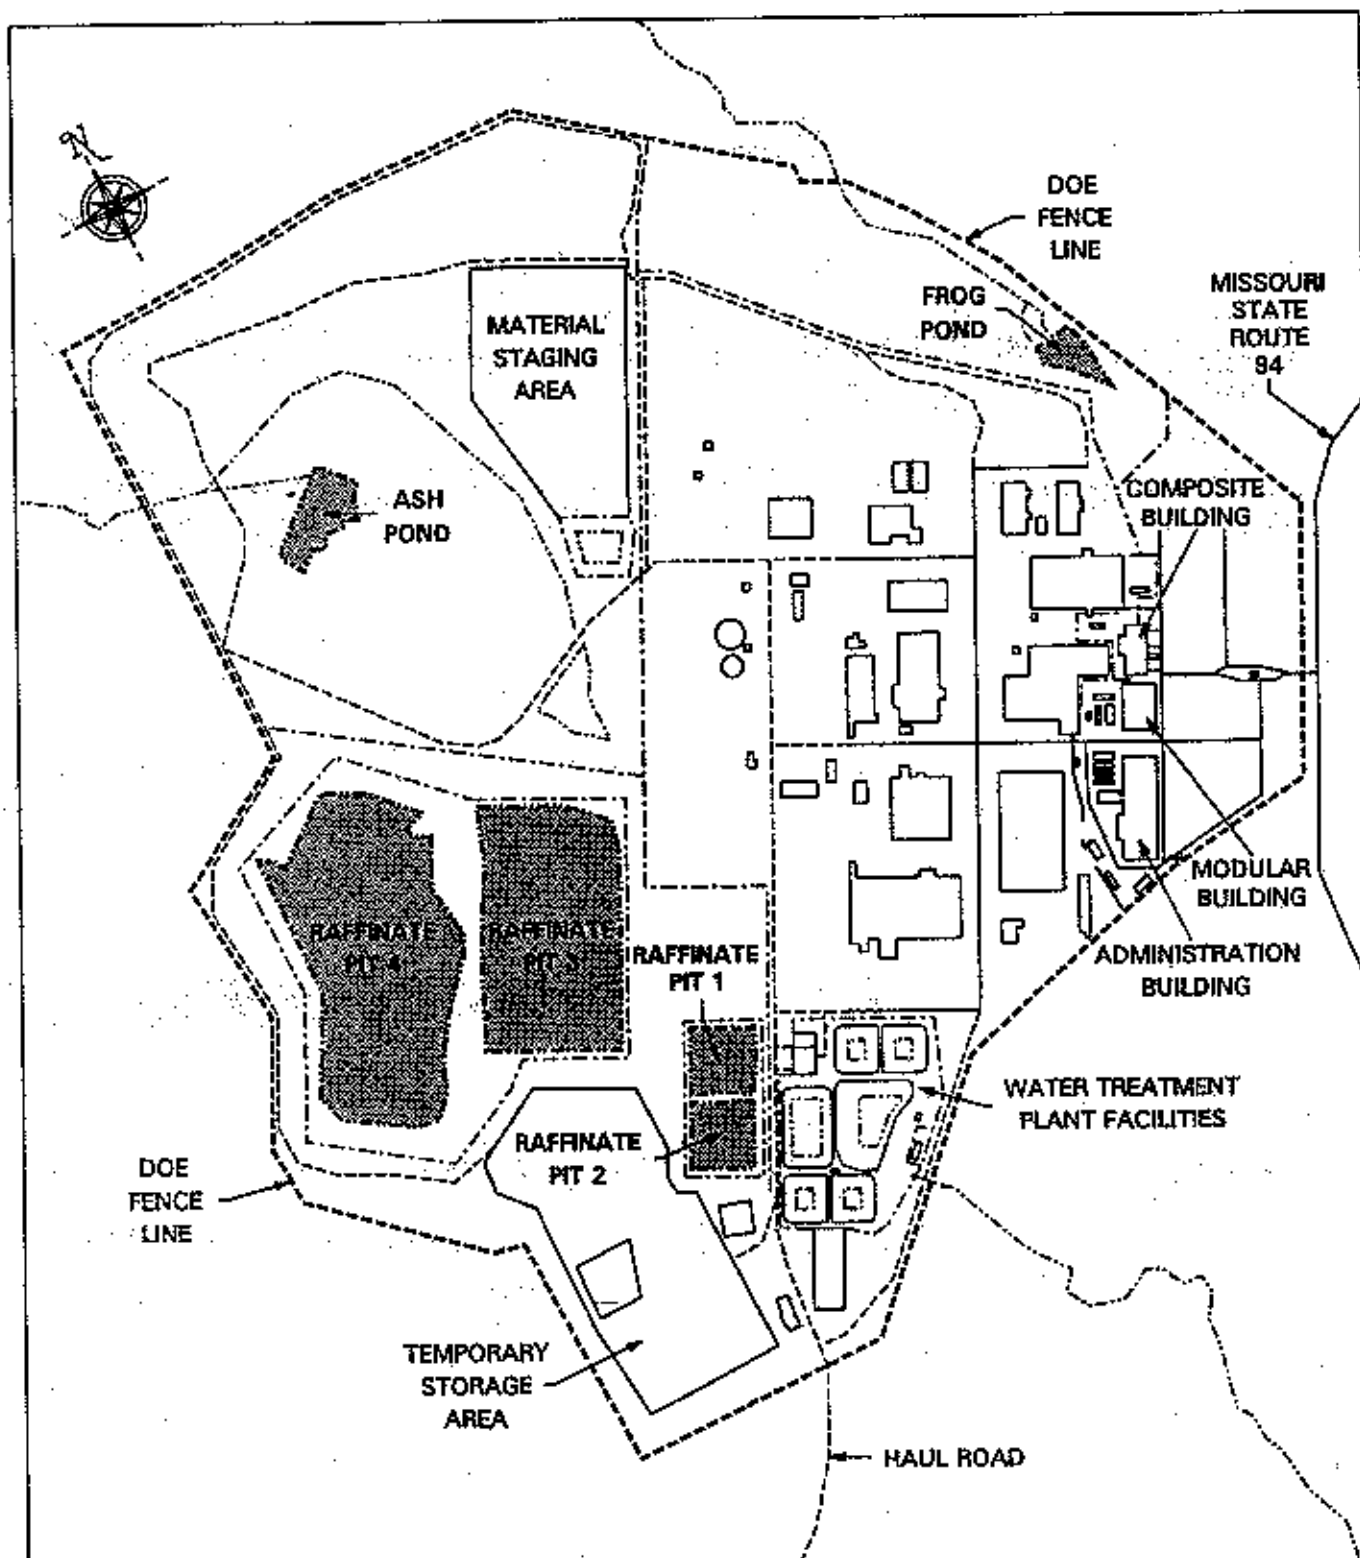 N
DOE
FENCE
LINE
FROG
POND
MISSOURI
STATE
ROUTE
94
MATERIAL
STAGING
AREA
ASH
POND
COMPOSITE
BUILDING
MODULAR
BUILDING
RAFFINATE
PIT 4
RAFFINATE
PIT 3
RAFFINATE
PIT 1
ADMINISTRATION
BUILDING
WATER TREATMENT
PLANT FACILITIES
RAFFINATE
PIT 2
DOE
FENCE
LINE
TEMPORARY
STORAGE
AREA
HAUL ROAD